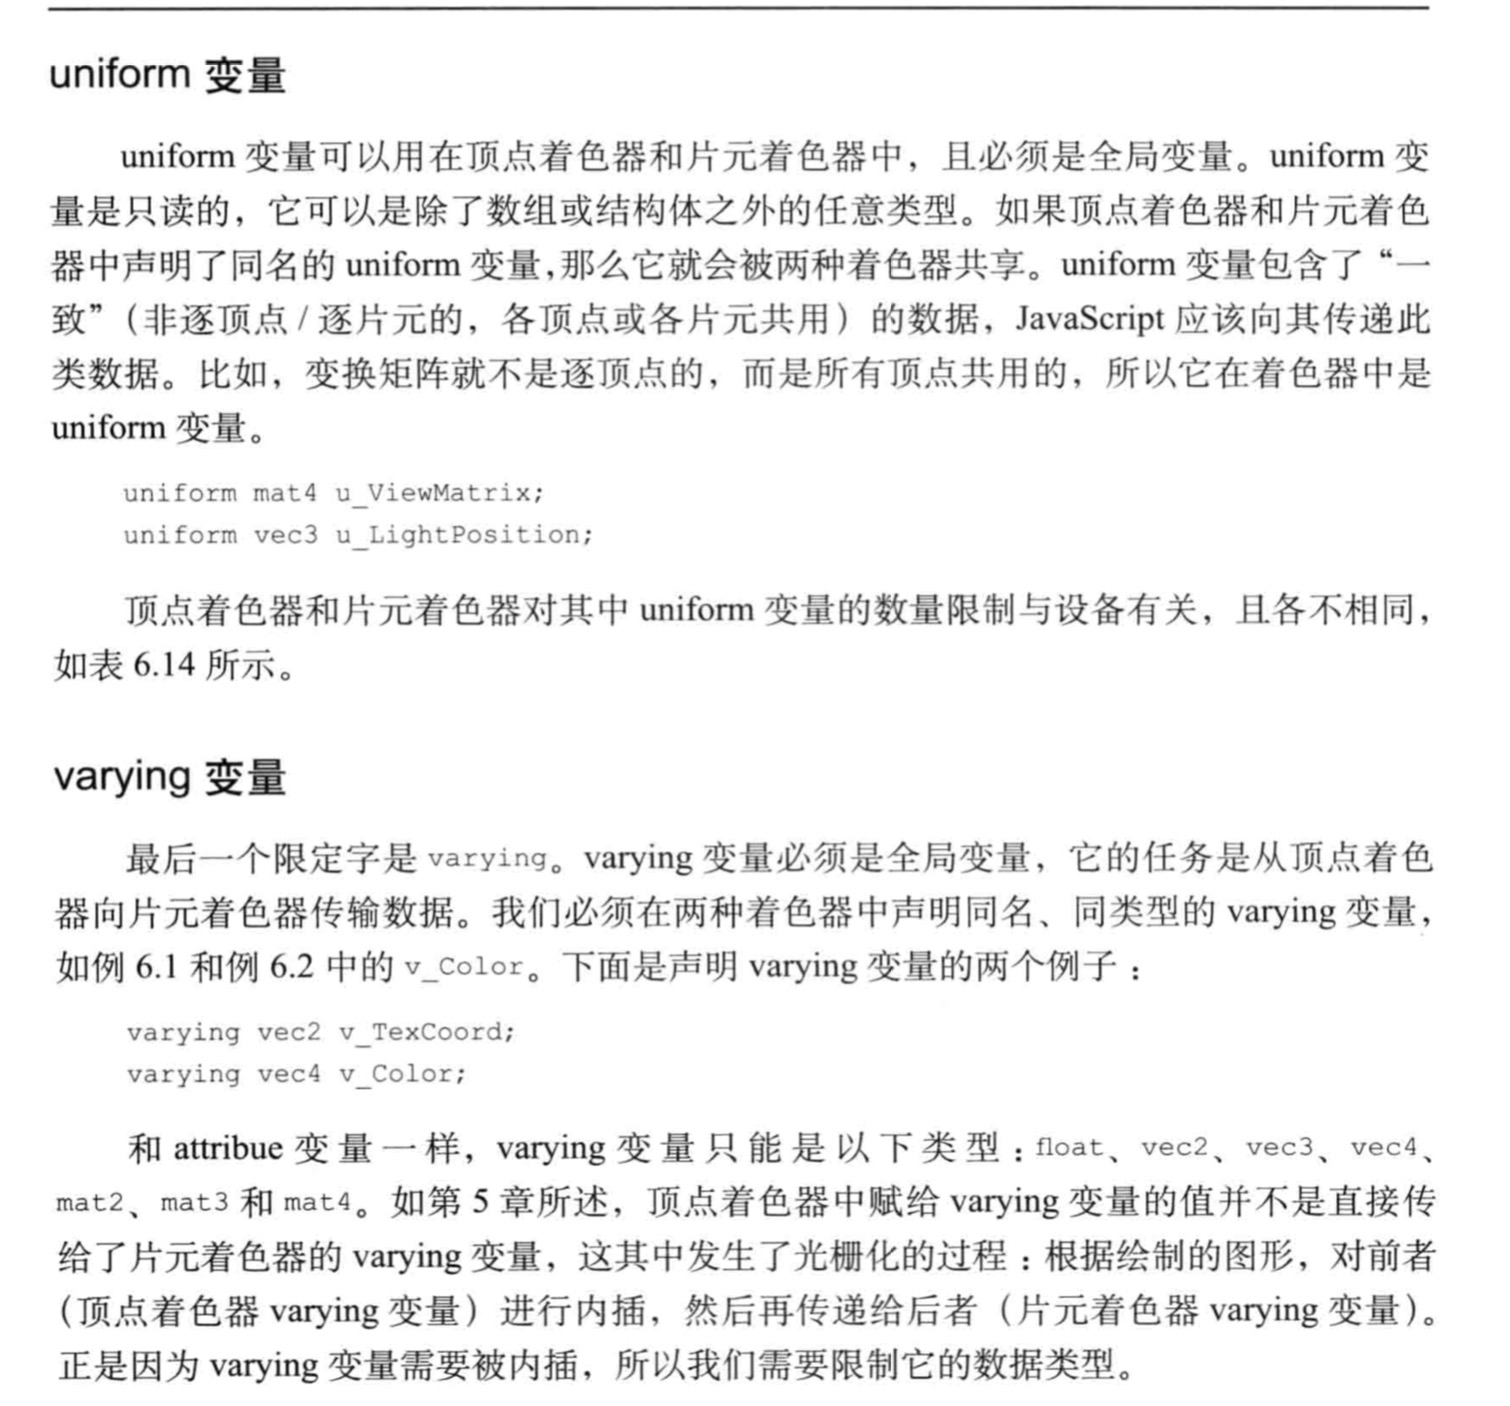 uniform 变量
uniform 变量可以用在顶点着色器和片元着色器中，且必须是全局变量。uniform 变
量是只读的，它可以是除了数组或结构体之外的任意类型。如果顶点着色器和片元着色
器中声明了同名的 uniform 变量,那么它就会被两种着色器共享。uniform 变量包含了“一
致”（非逐顶点 / 逐片元的，各顶点或各片元共用）的数据，JavaScript 应该向其传递此
类数据。比如，变换矩阵就不是逐顶点的，而是所有顶点共用的，所以它在着色器中是
uniform 变量。
uniform mat4 u_ViewMatrix;
uniform vec3 u_LightPosition;
顶点着色器和片元着色器对其中 uniform 变量的数量限制与设备有关，且各不相同，
如表 6.14 所示。
varying 变量
最后一个限定字是 varying。varying 变量必须是全局变量，它的任务是从顶点着色
器向片元着色器传输数据。我们必须在两种着色器中声明同名、同类型的 varying 变量，
如例 6.1 和例 6.2 中的 v_Color。下面是声明 varying 变量的两个例子：
varying vec2 v_TexCoord;
varying vec4 v_Color;
和 attribue 变量一样，varying 变量只能是以下类型：float、vec2、vec3、vec4、
mat2、mat3 和 mat4。如第 5 章所述，顶点着色器中赋给 varying 变量的值并不是直接传
给了片元着色器的 varying 变量，这其中发生了光栅化的过程：根据绘制的图形，对前者
（顶点着色器 varying 变量）进行内插，然后再传递给后者（片元着色器 varying 变量）。
正是因为 varying 变量需要被内插，所以我们需要限制它的数据类型。